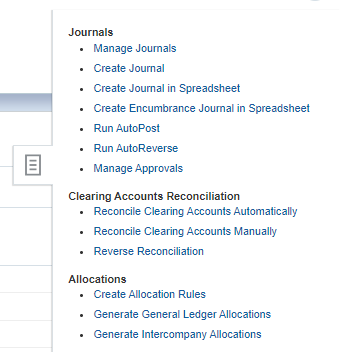 Journals
Manage Journals
Create Journal
Create Journal in Spreadsheet
Create Encumbrance Journal in Spreadsheet
Run AutoPost
Run AutoReverse
Manage Approvals
Clearing Accounts Reconciliation
Reconcile Clearing Accounts Automatically
Reconcile Clearing Accounts Manually
Reverse Reconciliation
Allocations
Create Allocation Rules
Generate General Ledger Allocations
Generate Intercompany Allocations